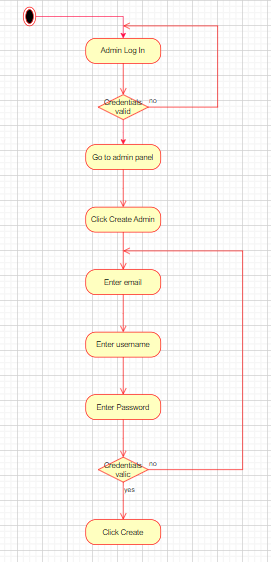 Admin Log In
Credentials
valid
no
Go to admin panel
Click Create Admin
Enter email
Enter username
Enter Password
Credentials
valic
no
yes
Click Create